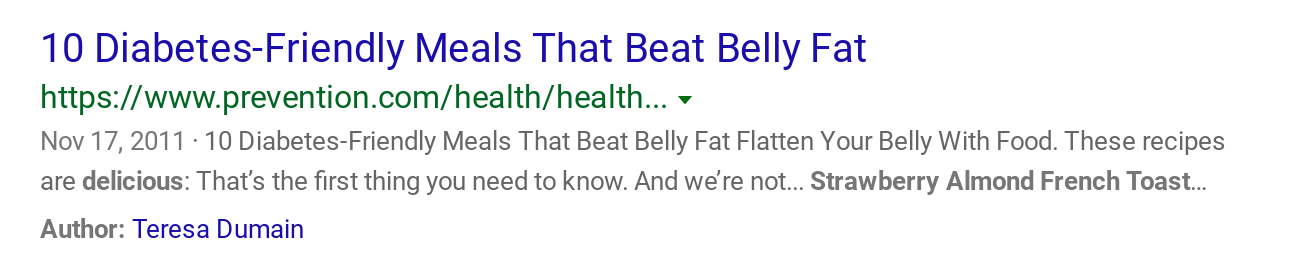 10 Diabetes-Friendly Meals That Beat Belly Fat
https://www.prevention.com/health/health...
Nov 17, 2011 · 10 Diabetes-Friendly Meals That Beat Belly Fat Flatten Your Belly With Food. These recipes
are delicious: That’s the first thing you need to know. And we’re not... Strawberry Almond French Toast...
Author: Teresa Dumain